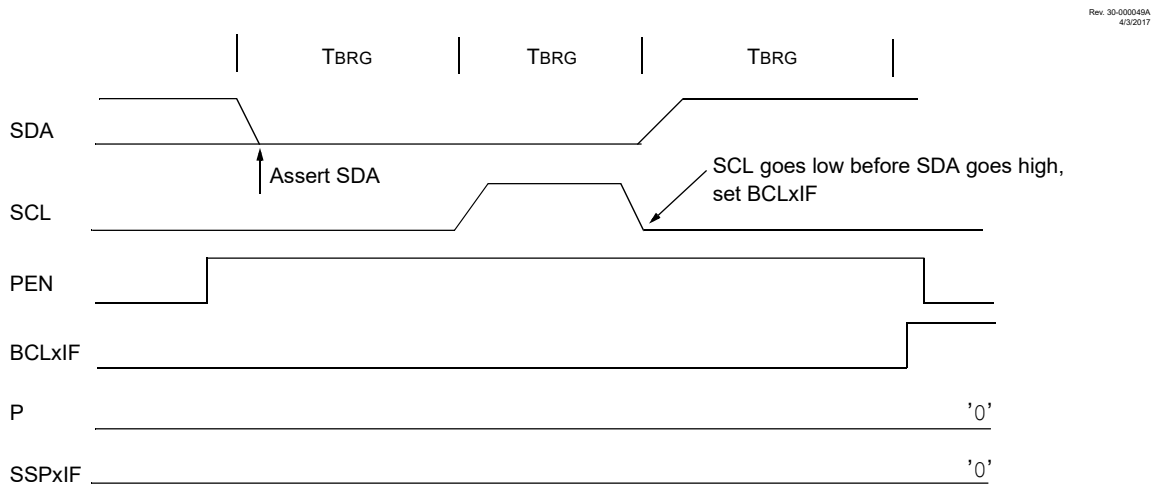 Rev. 30-000049A
4/3/2017
TBRG TBRG TBRG
SDA
Assert SDA
SCL goes low before SDA goes high,
set BCLxIF
SCL
PEN
BCLxIF
P '0'
SSPxIF '0'